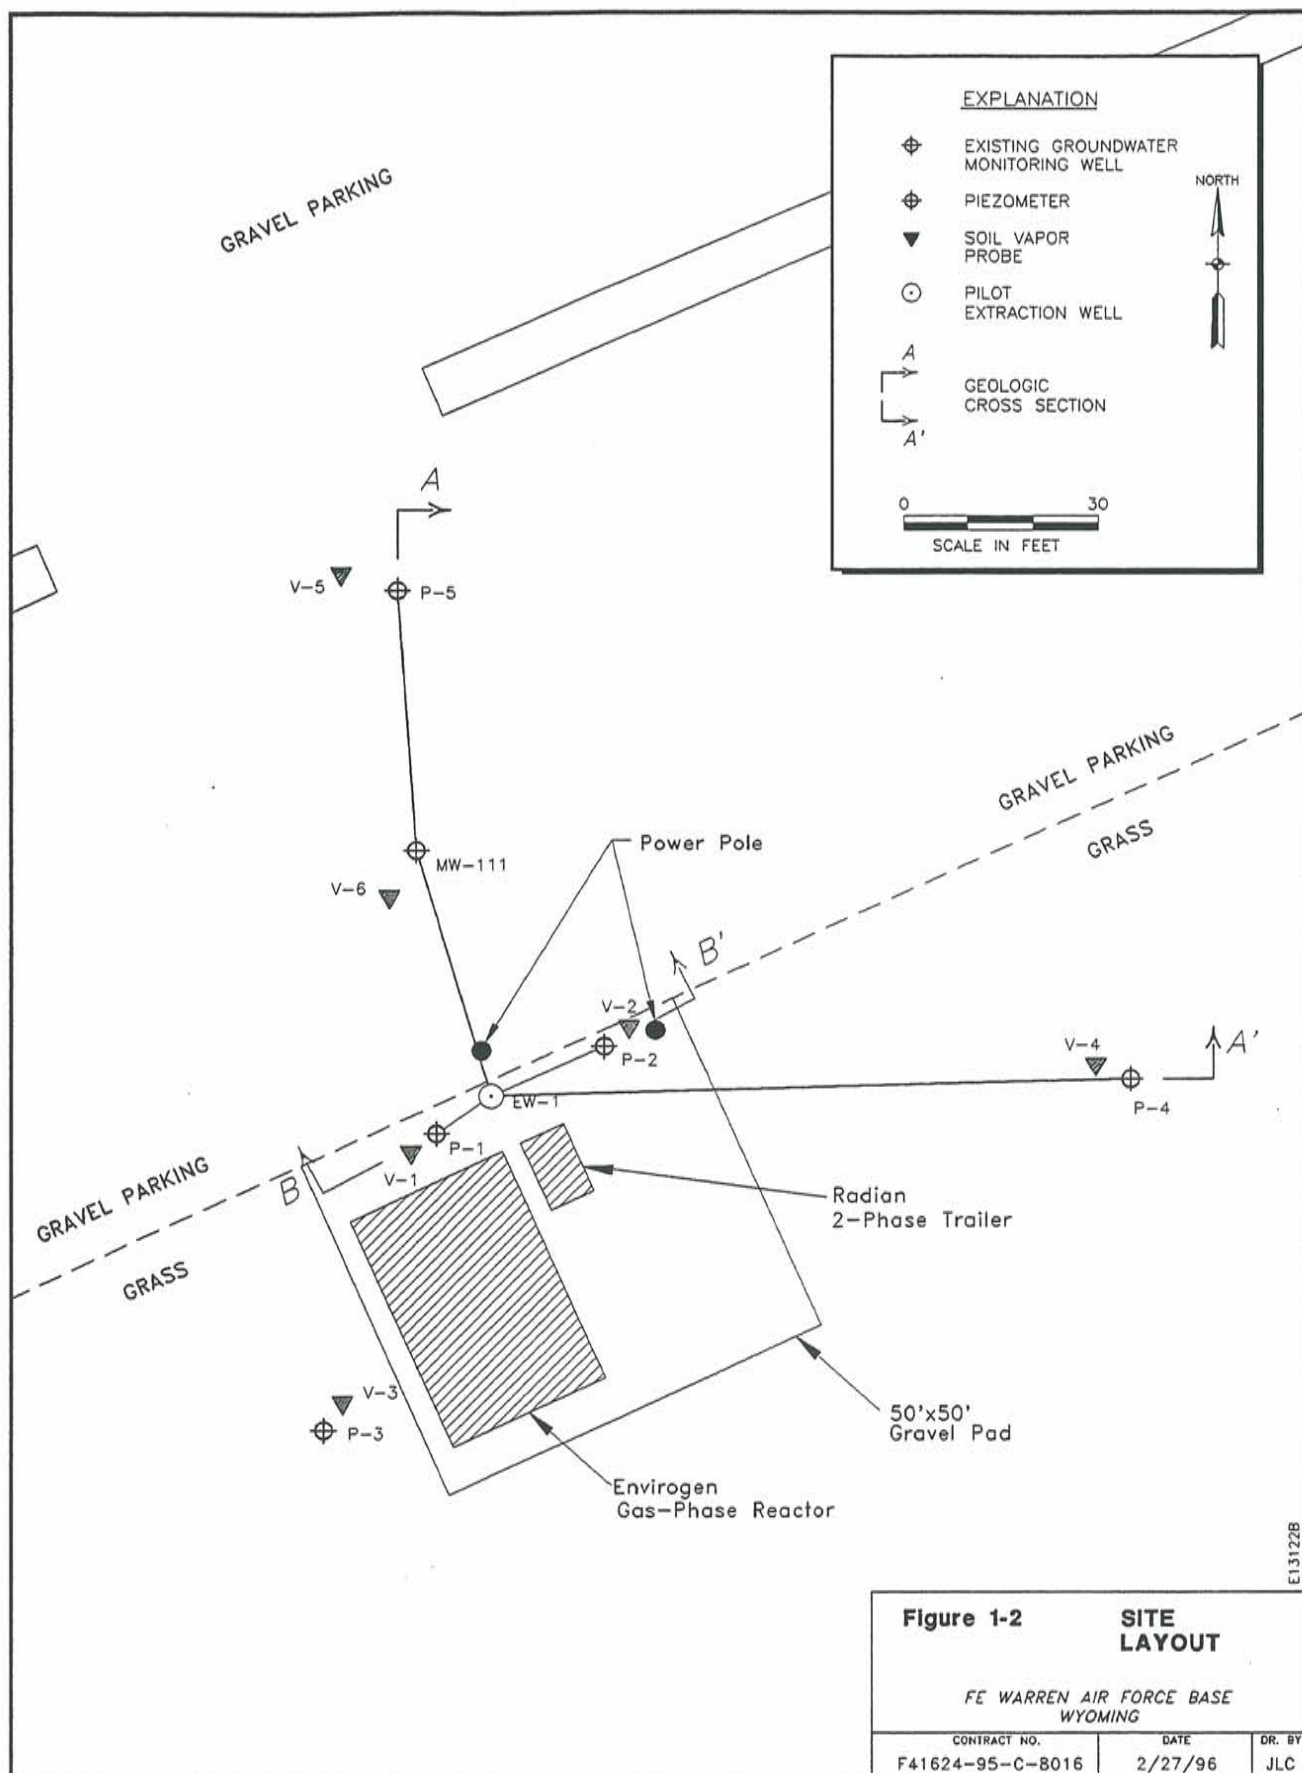 EXPLANATION
EXISTING GROUNDWATER
MONITORING WELL
PIEZOMETER
SOIL VAPOR
PROBE
PILOT
EXTRACTION WELL
A
GEOLOGIC
CROSS SECTION
A'
NORTH
0 30
SCALE IN FEET
GRAVEL PARKING
A
V-5
P-5
GRAVEL PARKING
GRASS
Power Pole
MW-111
V-6
B'
V-2
P-2
V-4
A'
P-4
EW-1
P-1
V-1
B
GRAVEL PARKING
GRASS
Radian
2-Phase Trailer
V-3
P-3
50'x50'
Gravel Pad
Envirogen
Gas-Phase Reactor
E13122B
Figure 1-2 SITE
LAYOUT
FE WARREN AIR FORCE BASE
WYOMING
CONTRACT NO. DATE DR. BY
F41624-95-C-8016 2/27/96 JLC